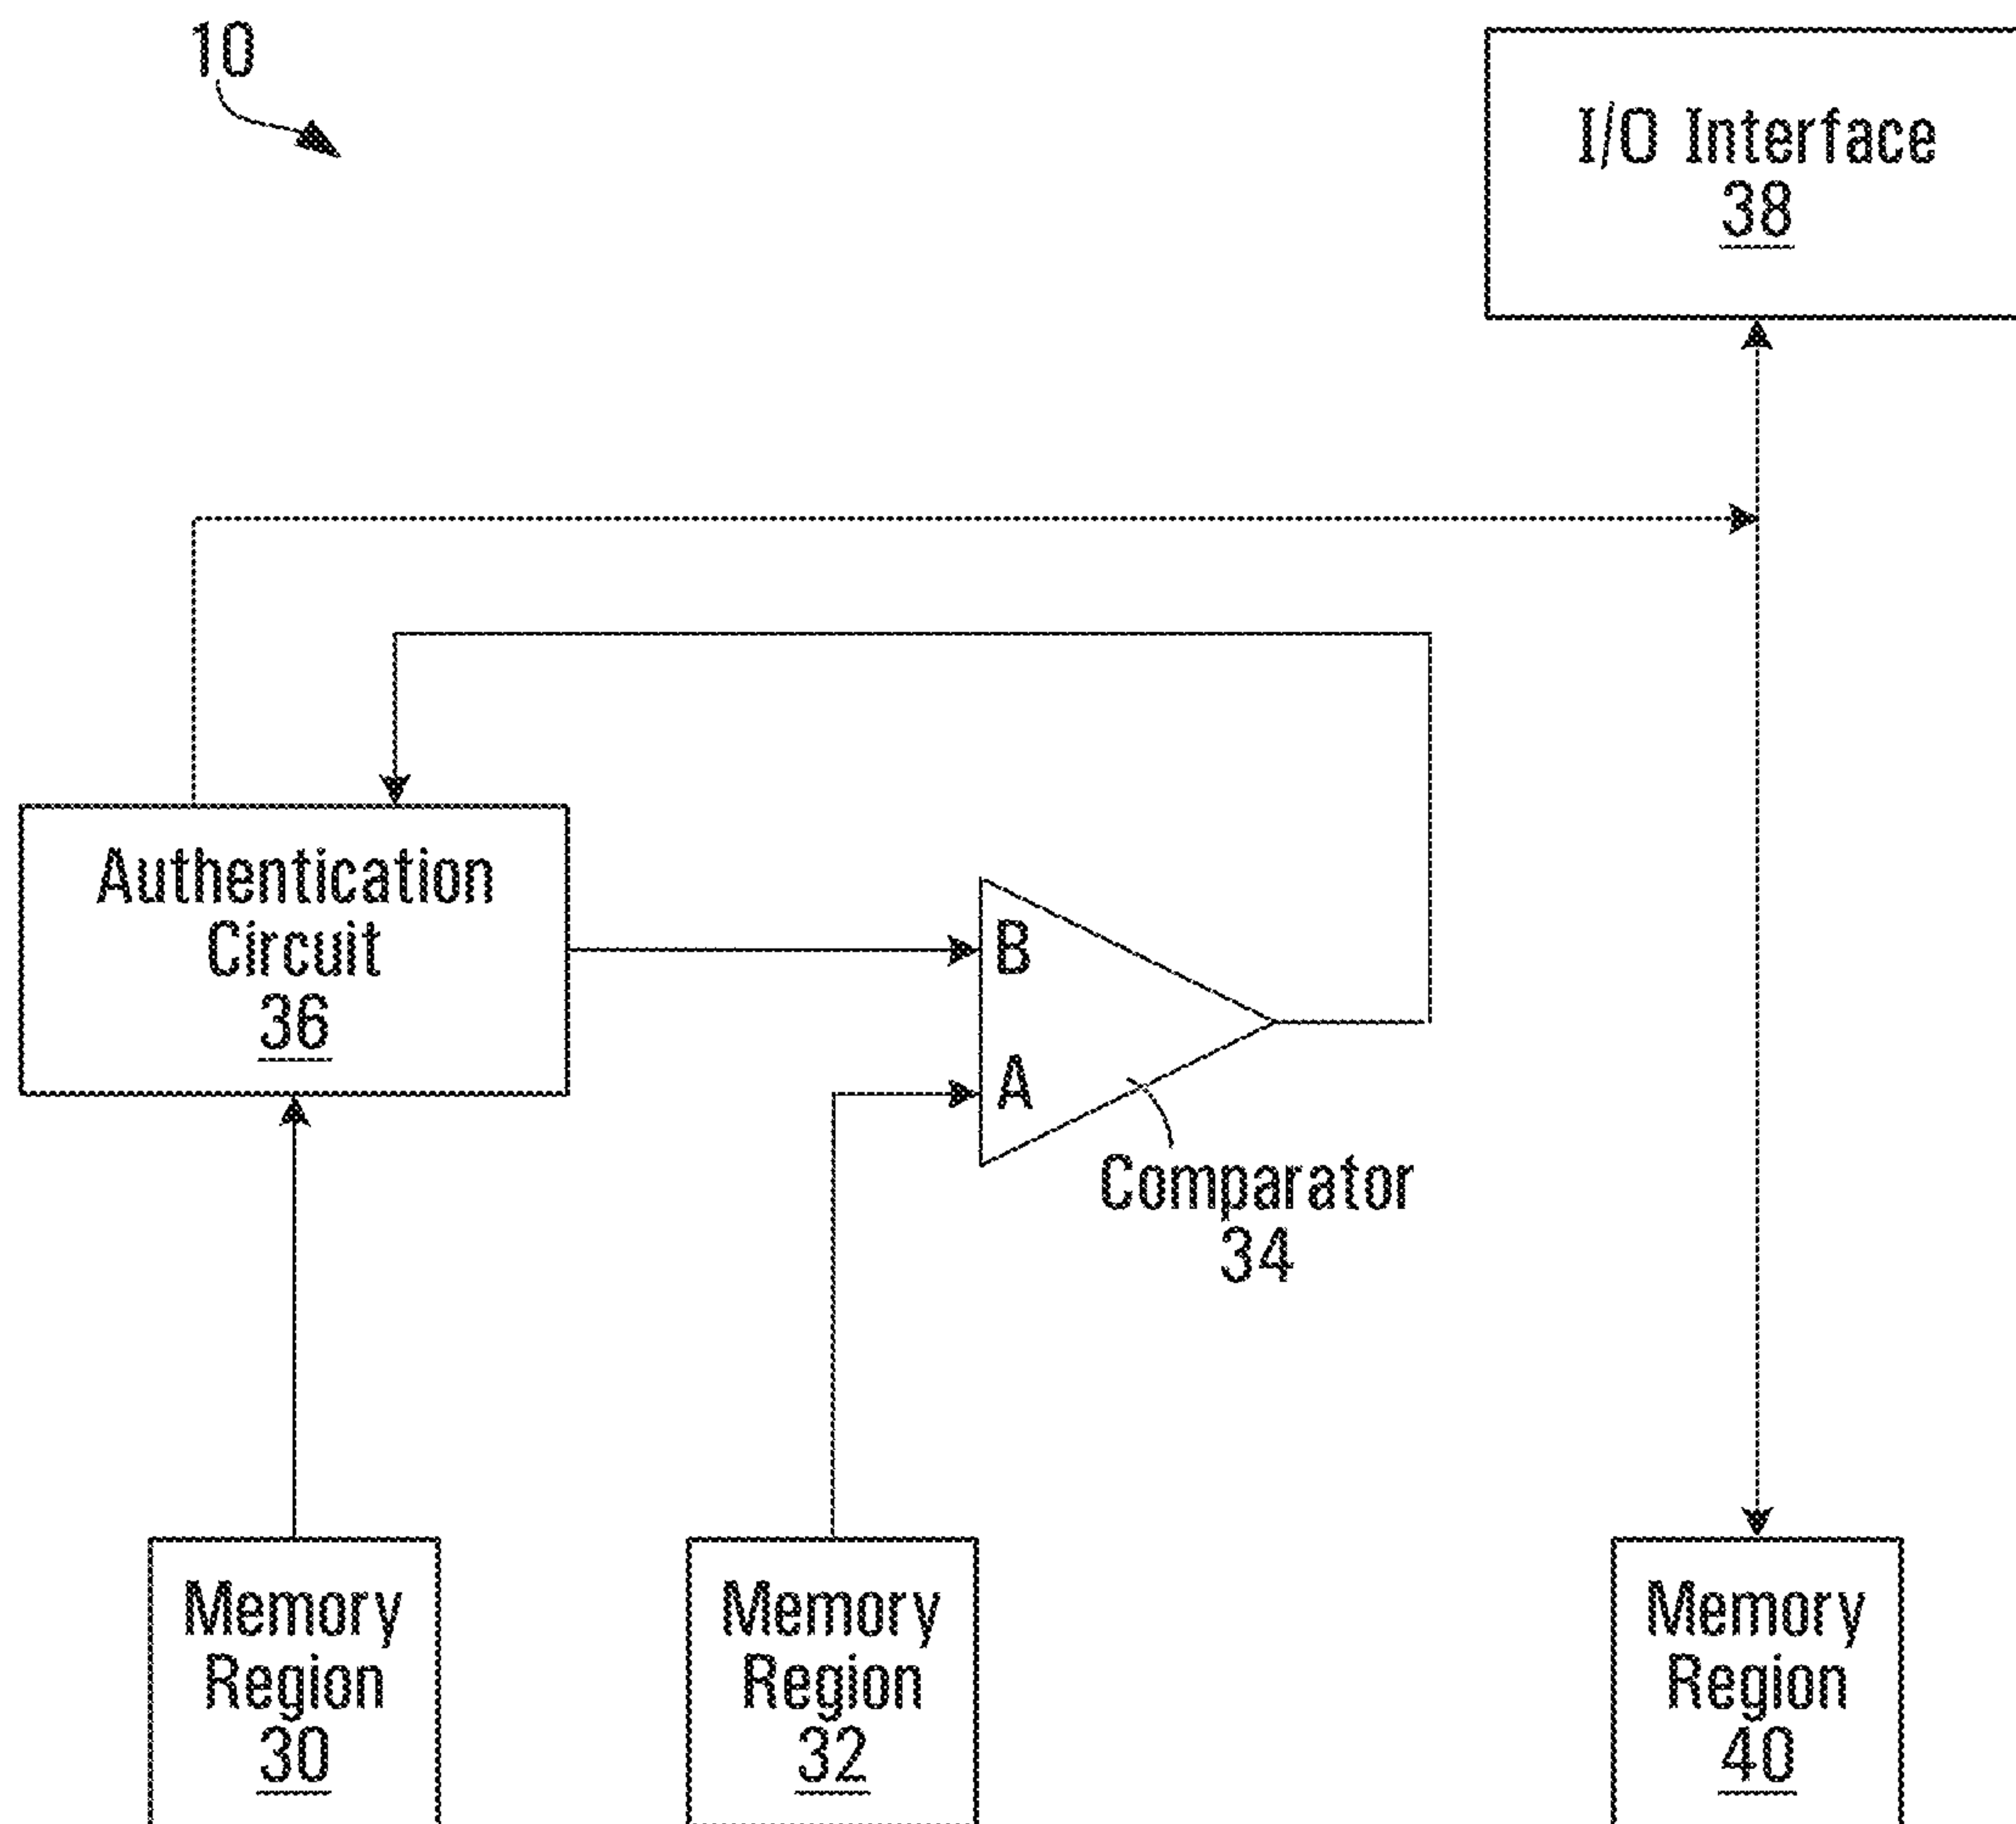 10
I/O Interface
38
Authentication
Circuit
36
B
A
Comparator
34
Memory
Region
30
Memory
Region
32
Memory
Region
40